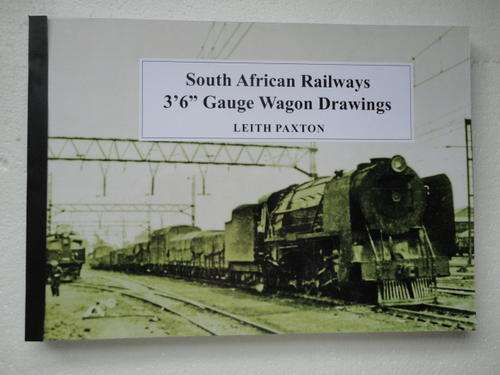 South African Railways
3'6” Gauge Wagon Drawings
LEITH PAXTON